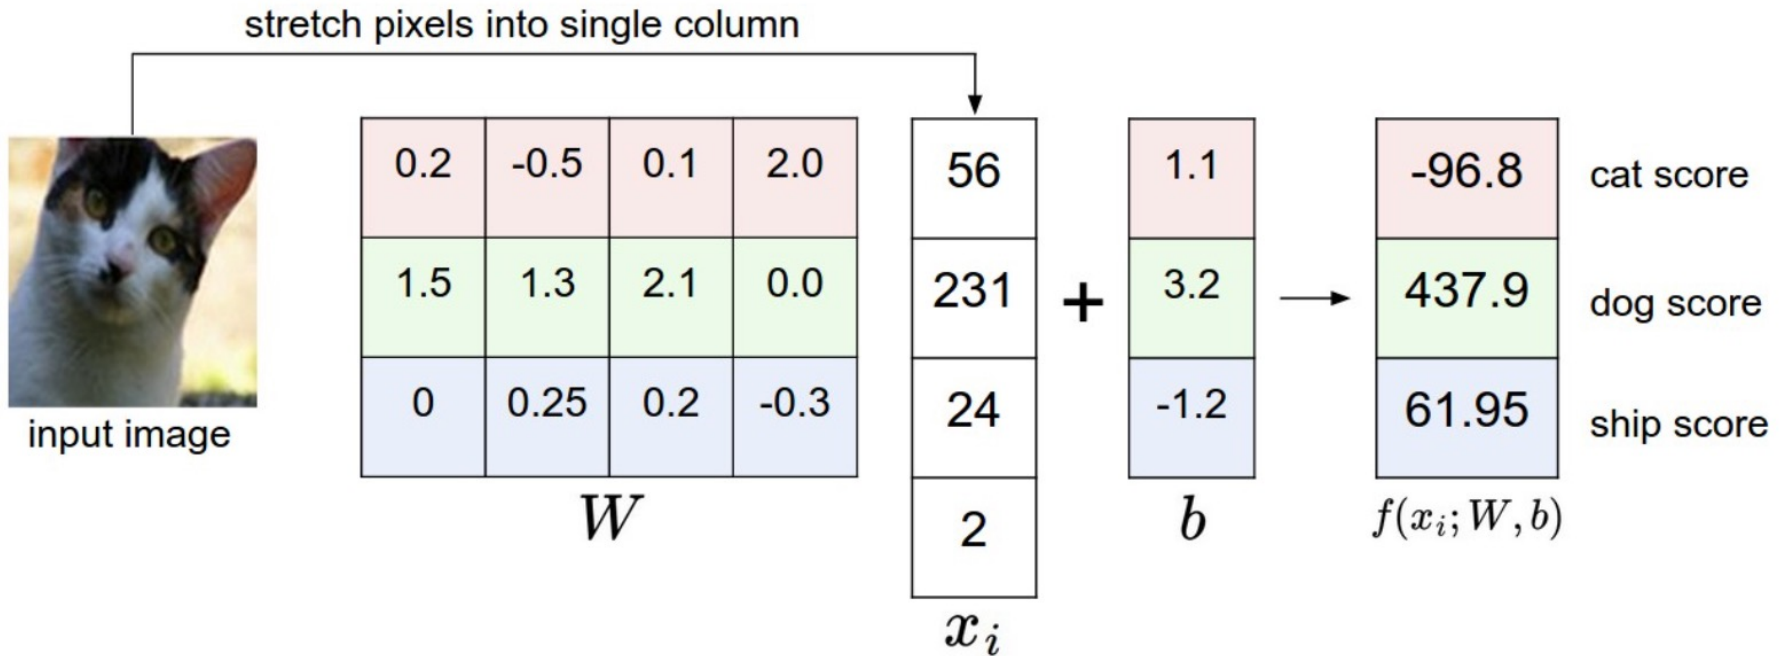 stretch pixels into single column
0.2 -0.5 0.1 2.0
1.5 1.3 2.1 0.0
0 0.25 0.2 -0.3
W
56
231
24
2
x_i
+
1.1
3.2
-1.2
b
-96.8 cat score
437.9 dog score
61.95 ship score
f(x_i; W, b)
input image